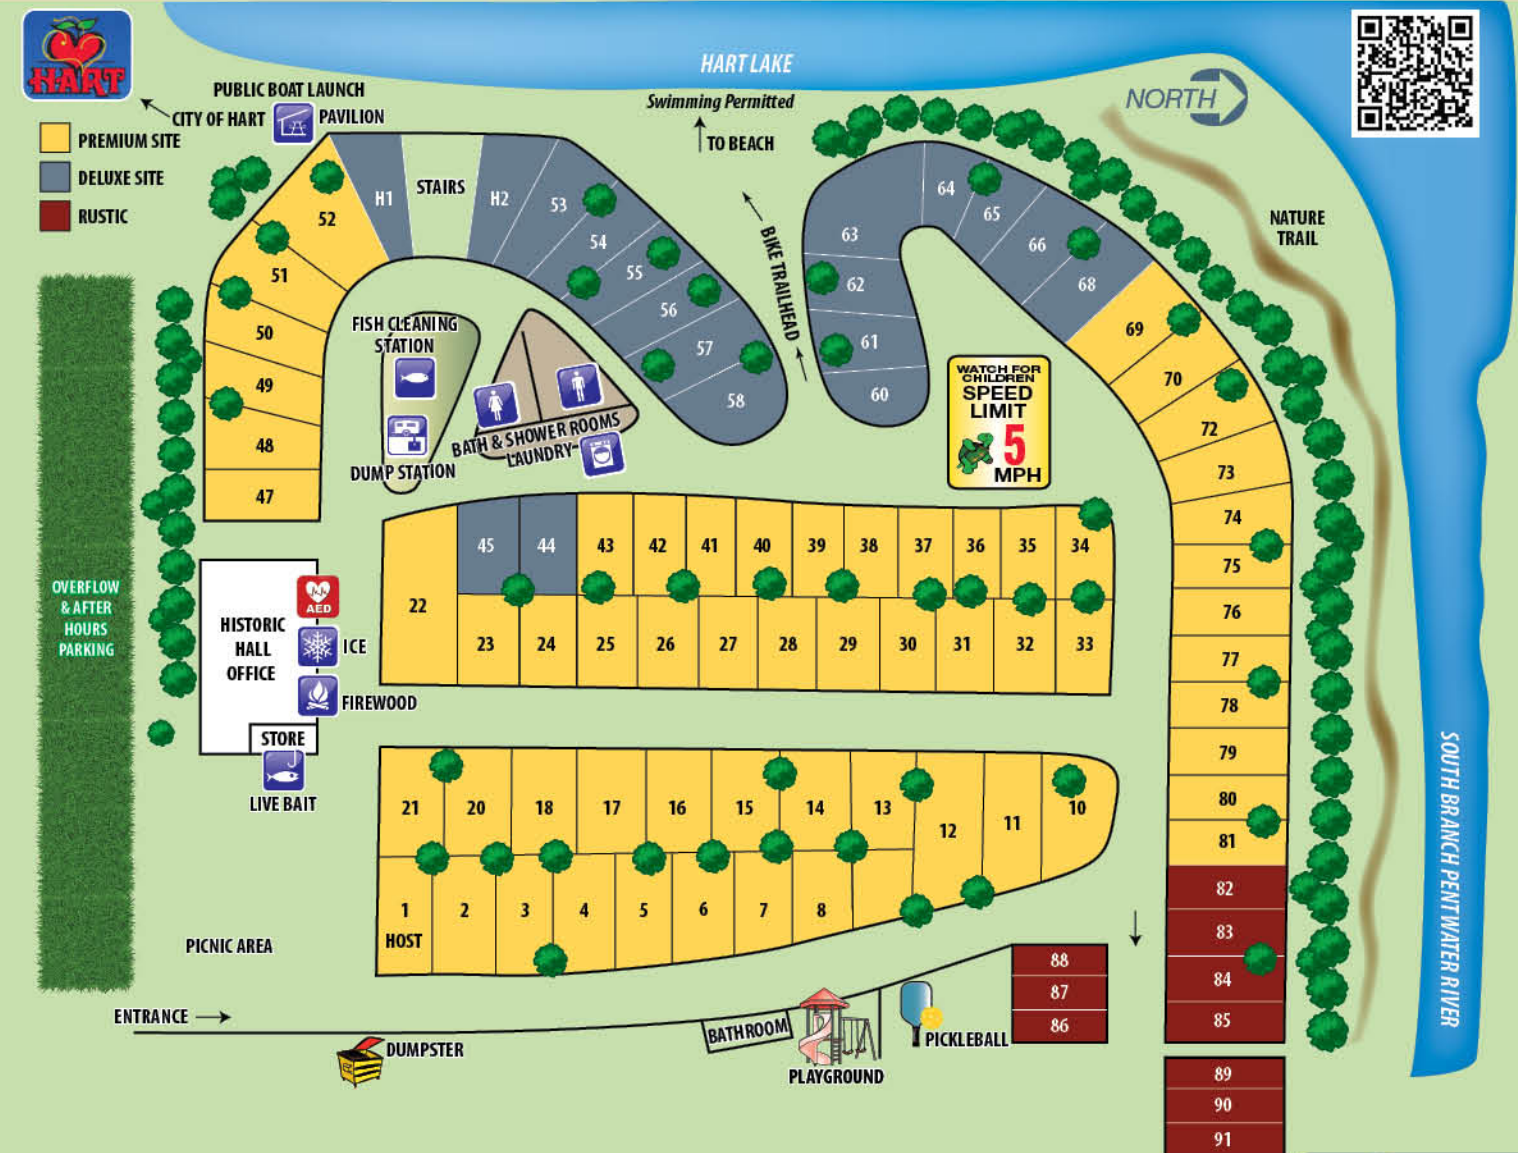 HART
HART LAKE
Swimming Permitted
TO BEACH
NORTH
PUBLIC BOAT LAUNCH
CITY OF HART
PAVILION
PREMIUM SITE
DELUXE SITE
RUSTIC
NATURE
TRAIL
BIKE TRAILHEAD
52
H1
STAIRS
H2
53
54
55
56
57
58
51
50
49
48
47
64
65
66
68
63
62
61
60
69
70
72
73
74
75
76
77
78
79
80
81
82
83
84
85
89
90
91
FISH CLEANING
STATION
DUMP STATION
BATH & SHOWER ROOMS
LAUNDRY
WATCH FOR
CHILDREN
SPEED
LIMIT
5
MPH
OVERFLOW
& AFTER
HOURS
PARKING
HISTORIC
HALL
OFFICE
AED
ICE
FIREWOOD
STORE
LIVE BAIT
22
45
44
43
42
41
40
39
38
37
36
35
34
23
24
25
26
27
28
29
30
31
32
33
21
20
18
17
16
15
14
13
12
11
10
1
HOST
2
3
4
5
6
7
8
PICNIC AREA
ENTRANCE
DUMPSTER
BATHROOM
PLAYGROUND
PICKLEBALL
88
87
86
SOUTH BRANCH PENTWATER RIVER